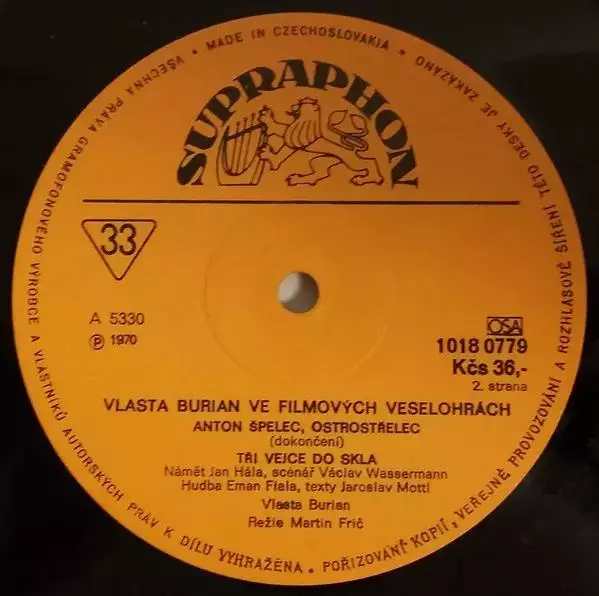 VŠECHNA PRÁVA GRAMOFONOVÉHO VÝROBCE A VLASTNÍKŮ AUTORSKÝCH PRÁV K DÍLU VYHRAŽENA. POŘIZOVÁNÍ KOPIÍ, VEŘEJNÉ PROVOZOVÁNÍ A ROZHLASOVÉ ŠÍŘENÍ TÉTO DESKY JE ZAKÁZÁNO
• MADE IN CZECHOSLOVAKIA •
SUPRAPHON
33
A 5330
℗ 1970
OSA
1018 0779
Kčs 36,-
2. strana
VLASTA BURIAN VE FILMOVÝCH VESELOHRÁCH
ANTON ŠPELEC, OSTROSTŘELEC
(dokončení)
TŘI VEJCE DO SKLA
Námět Jan Hála, scénář Václav Wassermann
Hudba Eman Fiala, texty Jaroslav Mottl
Vlasta Burian
Režie Martin Frič